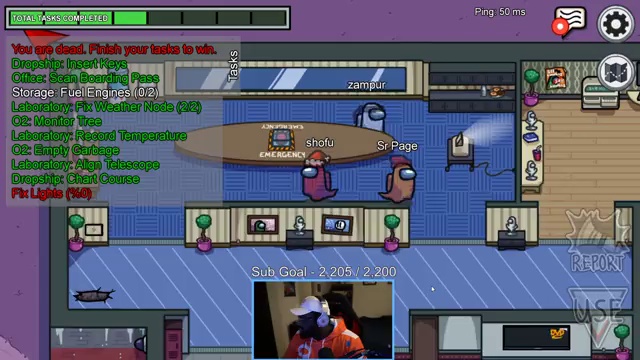 TOTAL TASKS COMPLETED
Ping: 50 ms
You are dead. Finish your tasks to win.
Dropship: Insert Keys
Office: Scan Boarding Pass
Storage: Fuel Engines (0/2)
Laboratory: Fix Weather Node (2/2)
O2: Monitor Tree
Laboratory: Record Temperature
O2: Empty Garbage
Laboratory: Align Telescope
Dropship: Chart Course
Fix Lights (%0)
Tasks
zampur
shofu
Sr Page
EMERGENCY
EMERGENCY
REPORT
USE
Sub Goal - 2,205 / 2,200
DVD